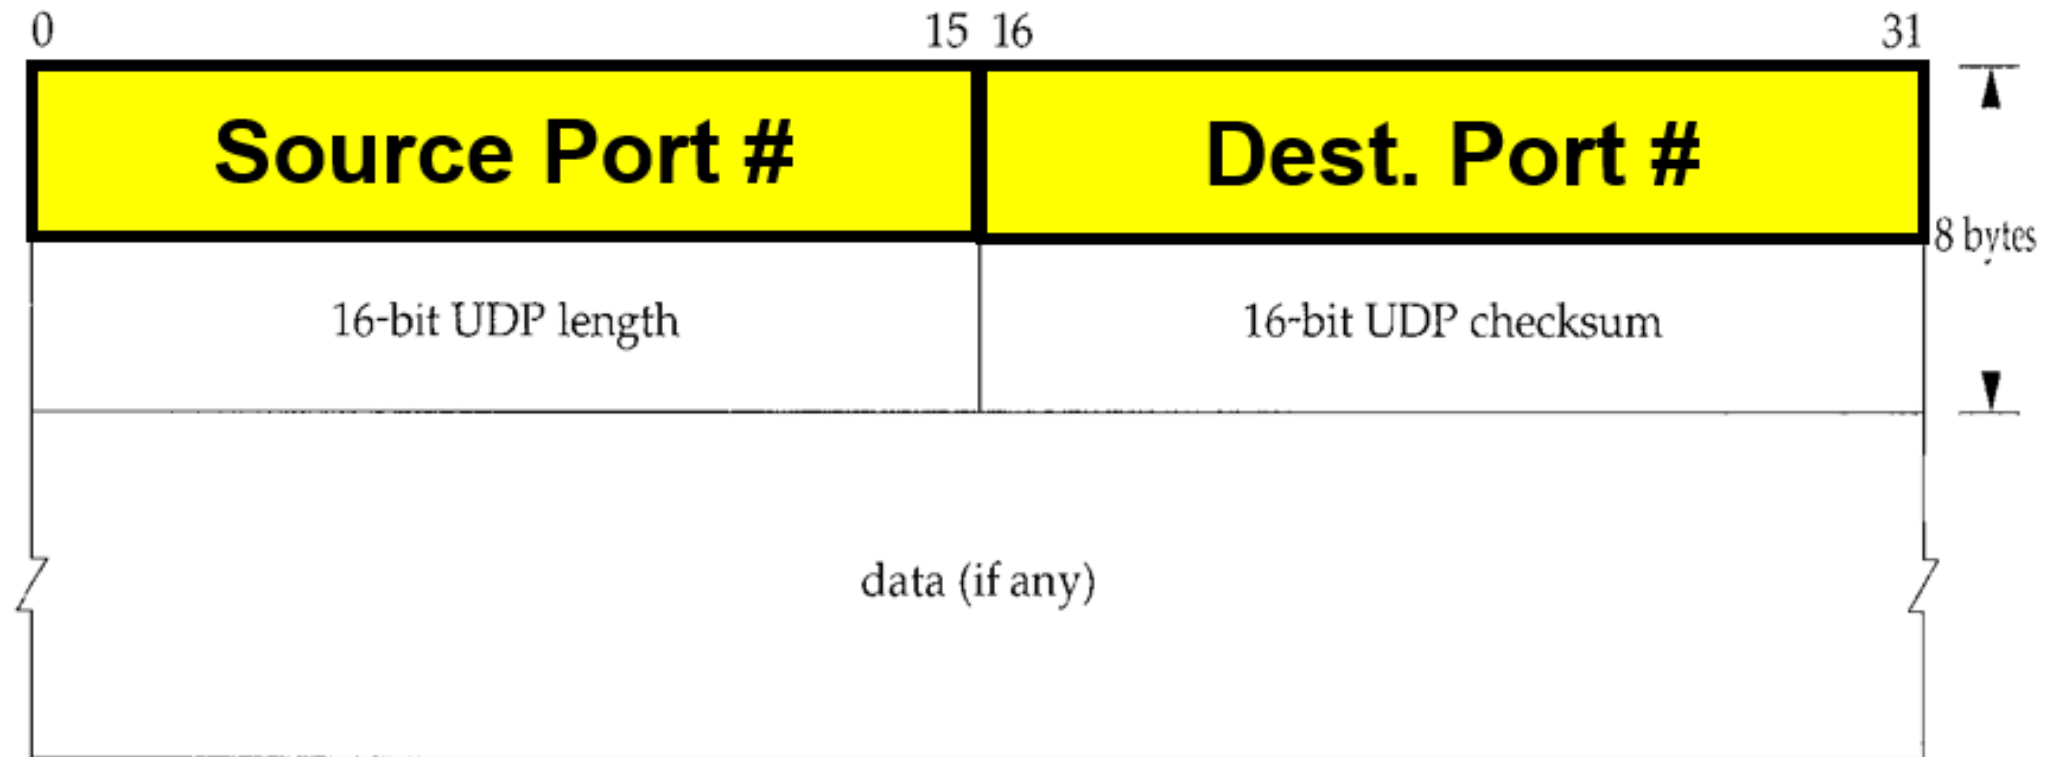 0 15 16 31
Source Port # Dest. Port #
8 bytes
16-bit UDP length 16-bit UDP checksum
data (if any)